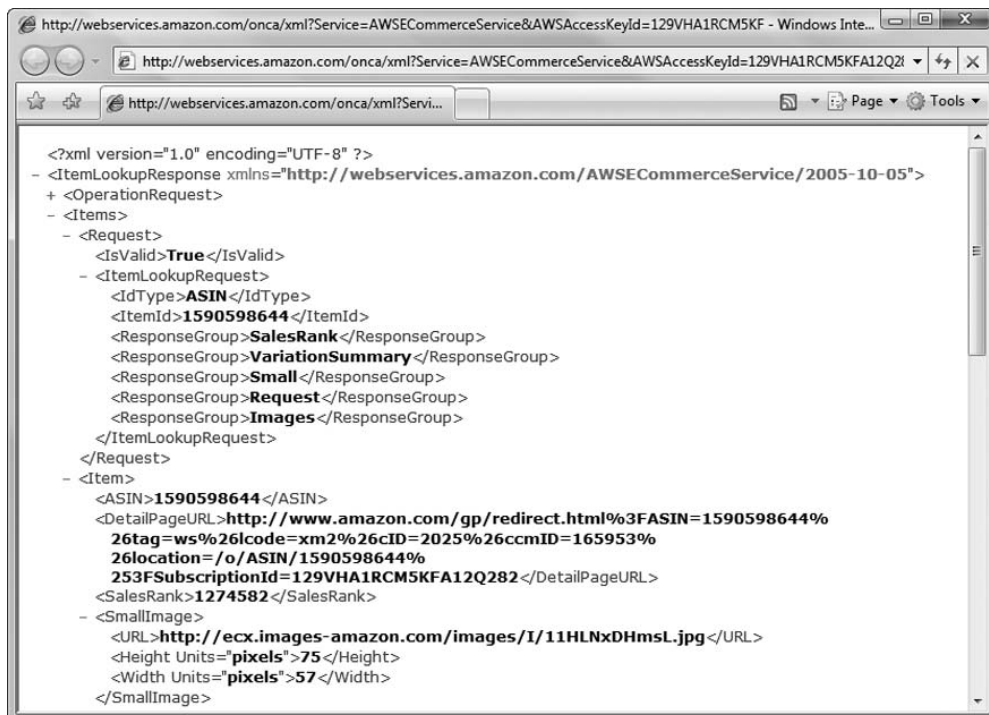 http://webservices.amazon.com/onca/xml?Service=AWSECommerceService&AWSAccessKeyId=129VHA1RCM5KF - Windows Inte...
http://webservices.amazon.com/onca/xml?Service=AWSECommerceService&AWSAccessKeyId=129VHA1RCM5KFA12Q28
http://webservices.amazon.com/onca/xml?Servi...
Page
Tools
<?xml version="1.0" encoding="UTF-8" ?>
- <ItemLookupResponse xmlns="http://webservices.amazon.com/AWSECommerceService/2005-10-05">
+ <OperationRequest>
- <Items>
- <Request>
<IsValid>True</IsValid>
- <ItemLookupRequest>
<IdType>ASIN</IdType>
<ItemId>1590598644</ItemId>
<ResponseGroup>SalesRank</ResponseGroup>
<ResponseGroup>VariationSummary</ResponseGroup>
<ResponseGroup>Small</ResponseGroup>
<ResponseGroup>Request</ResponseGroup>
<ResponseGroup>Images</ResponseGroup>
</ItemLookupRequest>
</Request>
- <Item>
<ASIN>1590598644</ASIN>
<DetailPageURL>http://www.amazon.com/gp/redirect.html%3FASIN=1590598644%
26tag=ws%26lcode=xm2%26cID=2025%26ccmID=165953%
26location=/o/ASIN/1590598644%
253FSubscriptionId=129VHA1RCM5KFA12Q282</DetailPageURL>
<SalesRank>1274582</SalesRank>
- <SmallImage>
<URL>http://ecx.images-amazon.com/images/I/11HLNxDHmsL.jpg</URL>
<Height Units="pixels">75</Height>
<Width Units="pixels">57</Width>
</SmallImage>